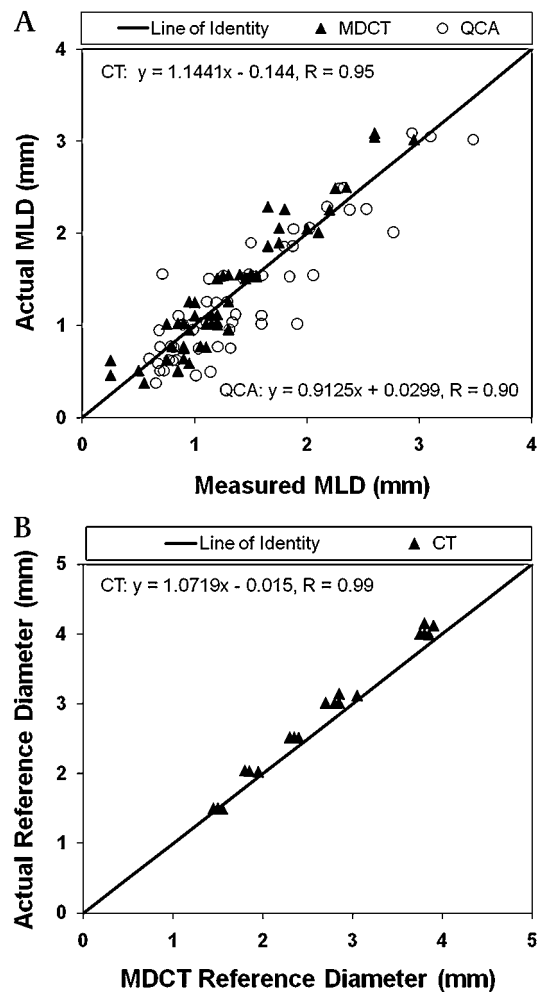 A
Line of Identity MDCT QCA
CT: y = 1.1441x - 0.144, R = 0.95
QCA: y = 0.9125x + 0.0299, R = 0.90
Actual MLD (mm)
4
3
2
1
0
0 1 2 3 4
Measured MLD (mm)
B
Line of Identity CT
CT: y = 1.0719x - 0.015, R = 0.99
Actual Reference Diameter (mm)
5
4
3
2
1
0
0 1 2 3 4 5
MDCT Reference Diameter (mm)